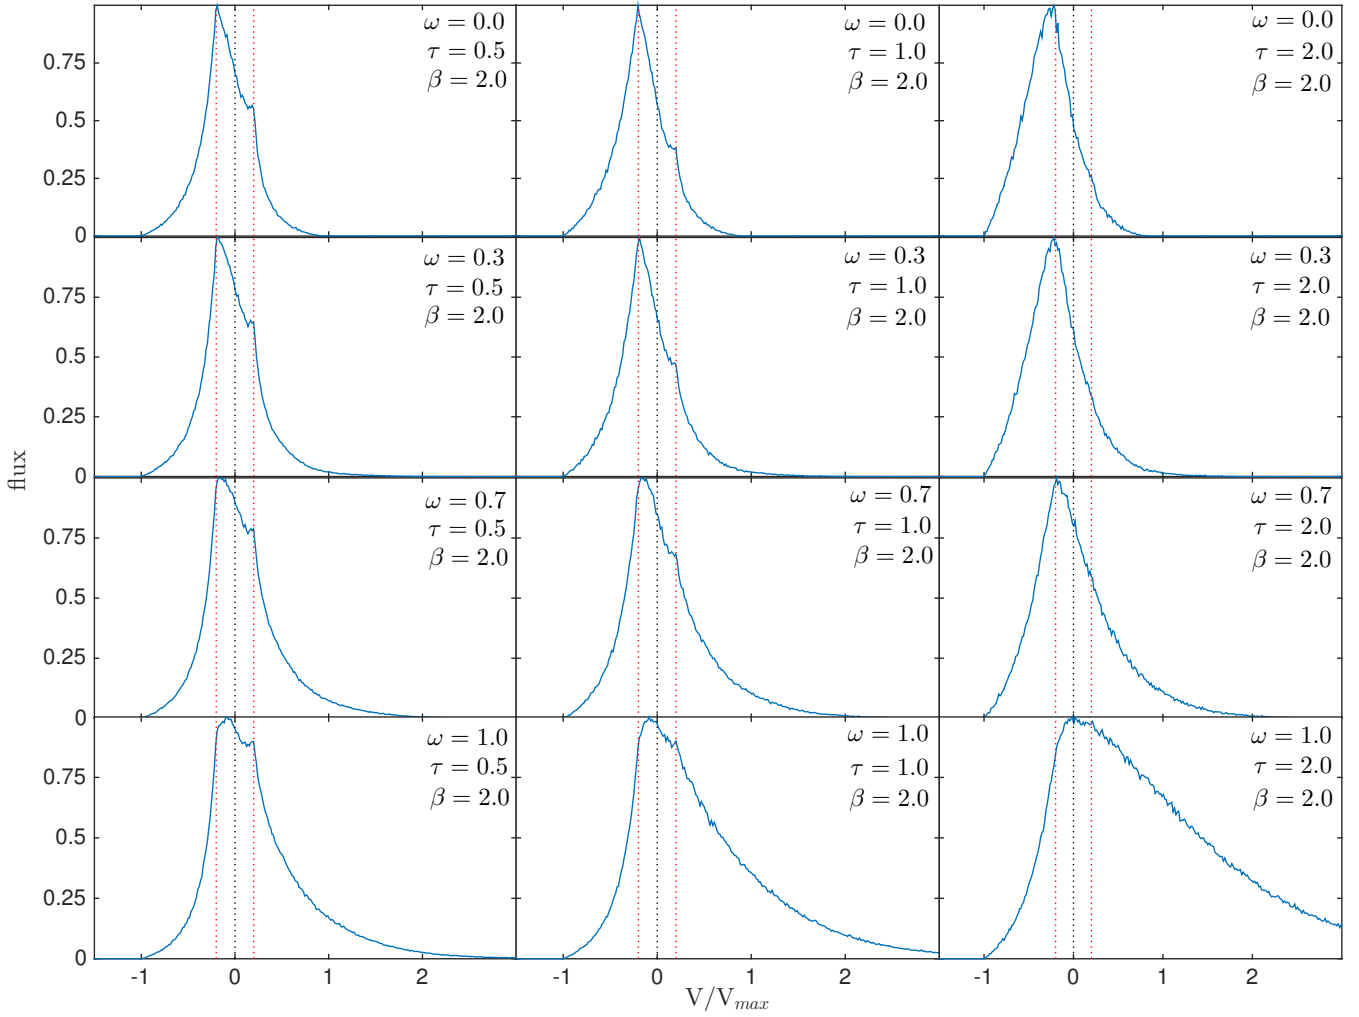 ω = 0.0
τ = 0.5
β = 2.0
ω = 0.0
τ = 1.0
β = 2.0
ω = 0.0
τ = 2.0
β = 2.0
0.75
0.5
0.25
0
ω = 0.3
τ = 0.5
β = 2.0
ω = 0.3
τ = 1.0
β = 2.0
ω = 0.3
τ = 2.0
β = 2.0
0.75
0.5
0.25
0
flux
ω = 0.7
τ = 0.5
β = 2.0
ω = 0.7
τ = 1.0
β = 2.0
ω = 0.7
τ = 2.0
β = 2.0
0.75
0.5
0.25
0
ω = 1.0
τ = 0.5
β = 2.0
ω = 1.0
τ = 1.0
β = 2.0
ω = 1.0
τ = 2.0
β = 2.0
0.75
0.5
0.25
0
-1 0 1 2 -1 0 1 2 -1 0 1 2
V/V_max